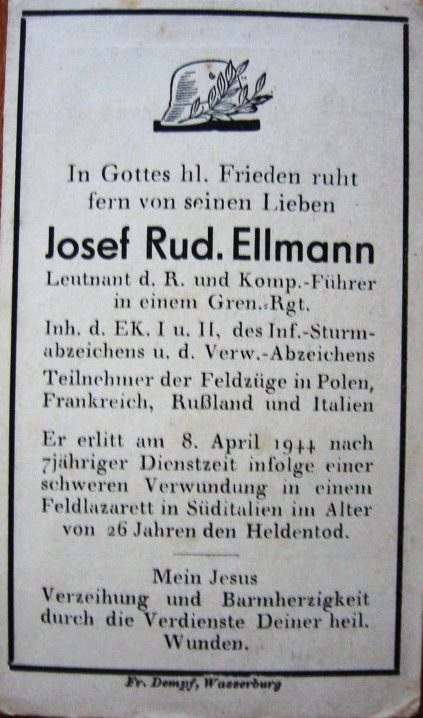 In Gottes hl. Frieden ruht
fern von seinen Lieben
Josef Rud. Ellmann
Leutnant d. R. und Komp.-Führer
in einem Gren.-Rgt.
Inh. d. EK. I u. II, des Inf.-Sturm-
abzeichens u. d. Verw.-Abzeichens
Teilnehmer der Feldzüge in Polen,
Frankreich, Rußland und Italien
Er erlitt am 8. April 1944 nach
7jähriger Dienstzeit infolge einer
schweren Verwundung in einem
Feldlazarett in Süditalien im Alter
von 26 Jahren den Heldentod.
Mein Jesus
Verzeihung und Barmherzigkeit
durch die Verdienste Deiner heil.
Wunden.
Fr. Dempf, Wasserburg